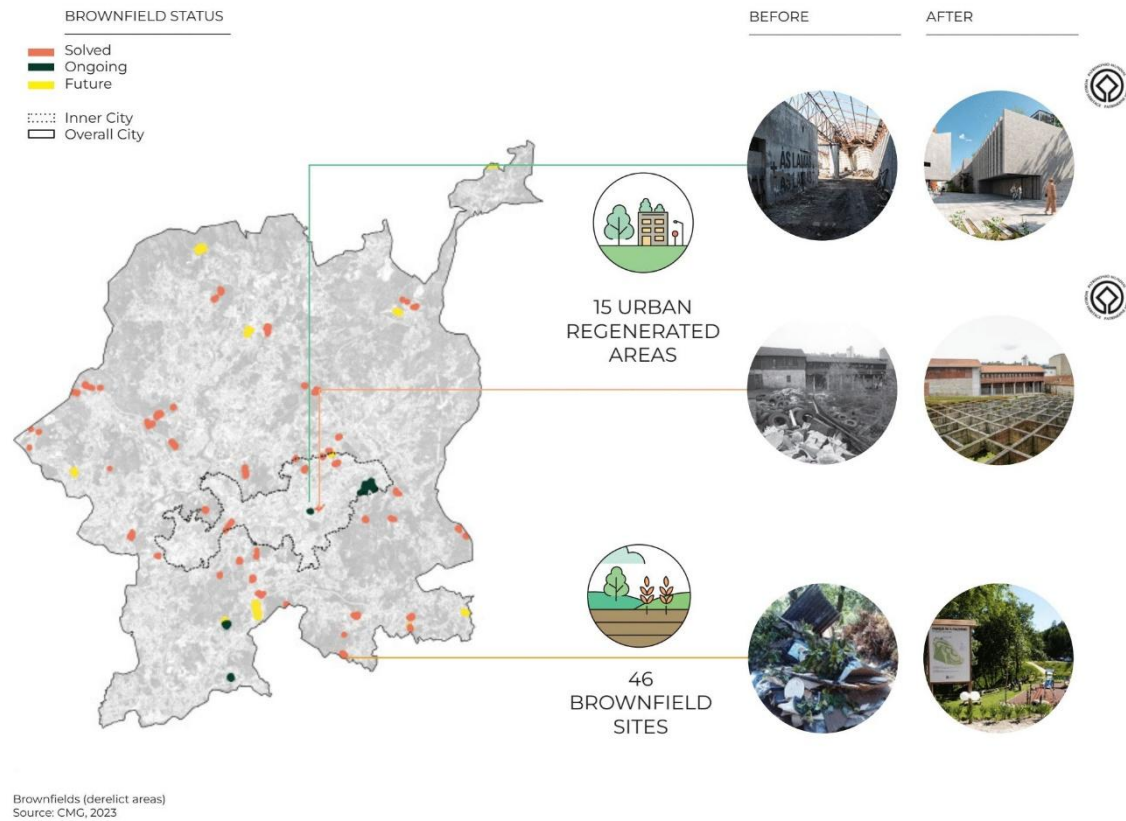 BROWNFIELD STATUS
Solved
Ongoing
Future
Inner City
Overall City
BEFORE
AFTER
15 URBAN
REGENERATED
AREAS
46
BROWNFIELD
SITES
Brownfields (derelict areas)
Source: CMG, 2023